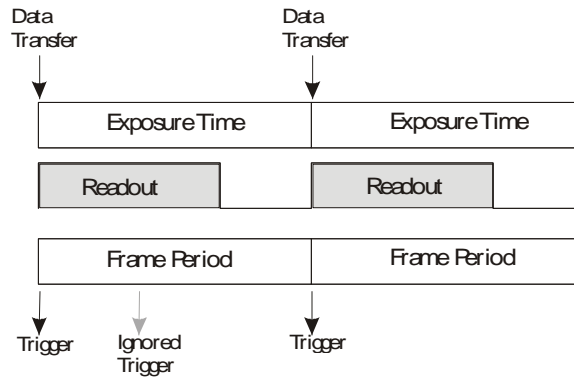 Data
Transfer
Data
Transfer
Exposure Time
Exposure Time
Readout
Readout
Frame Period
Frame Period
Trigger
Ignored
Trigger
Trigger